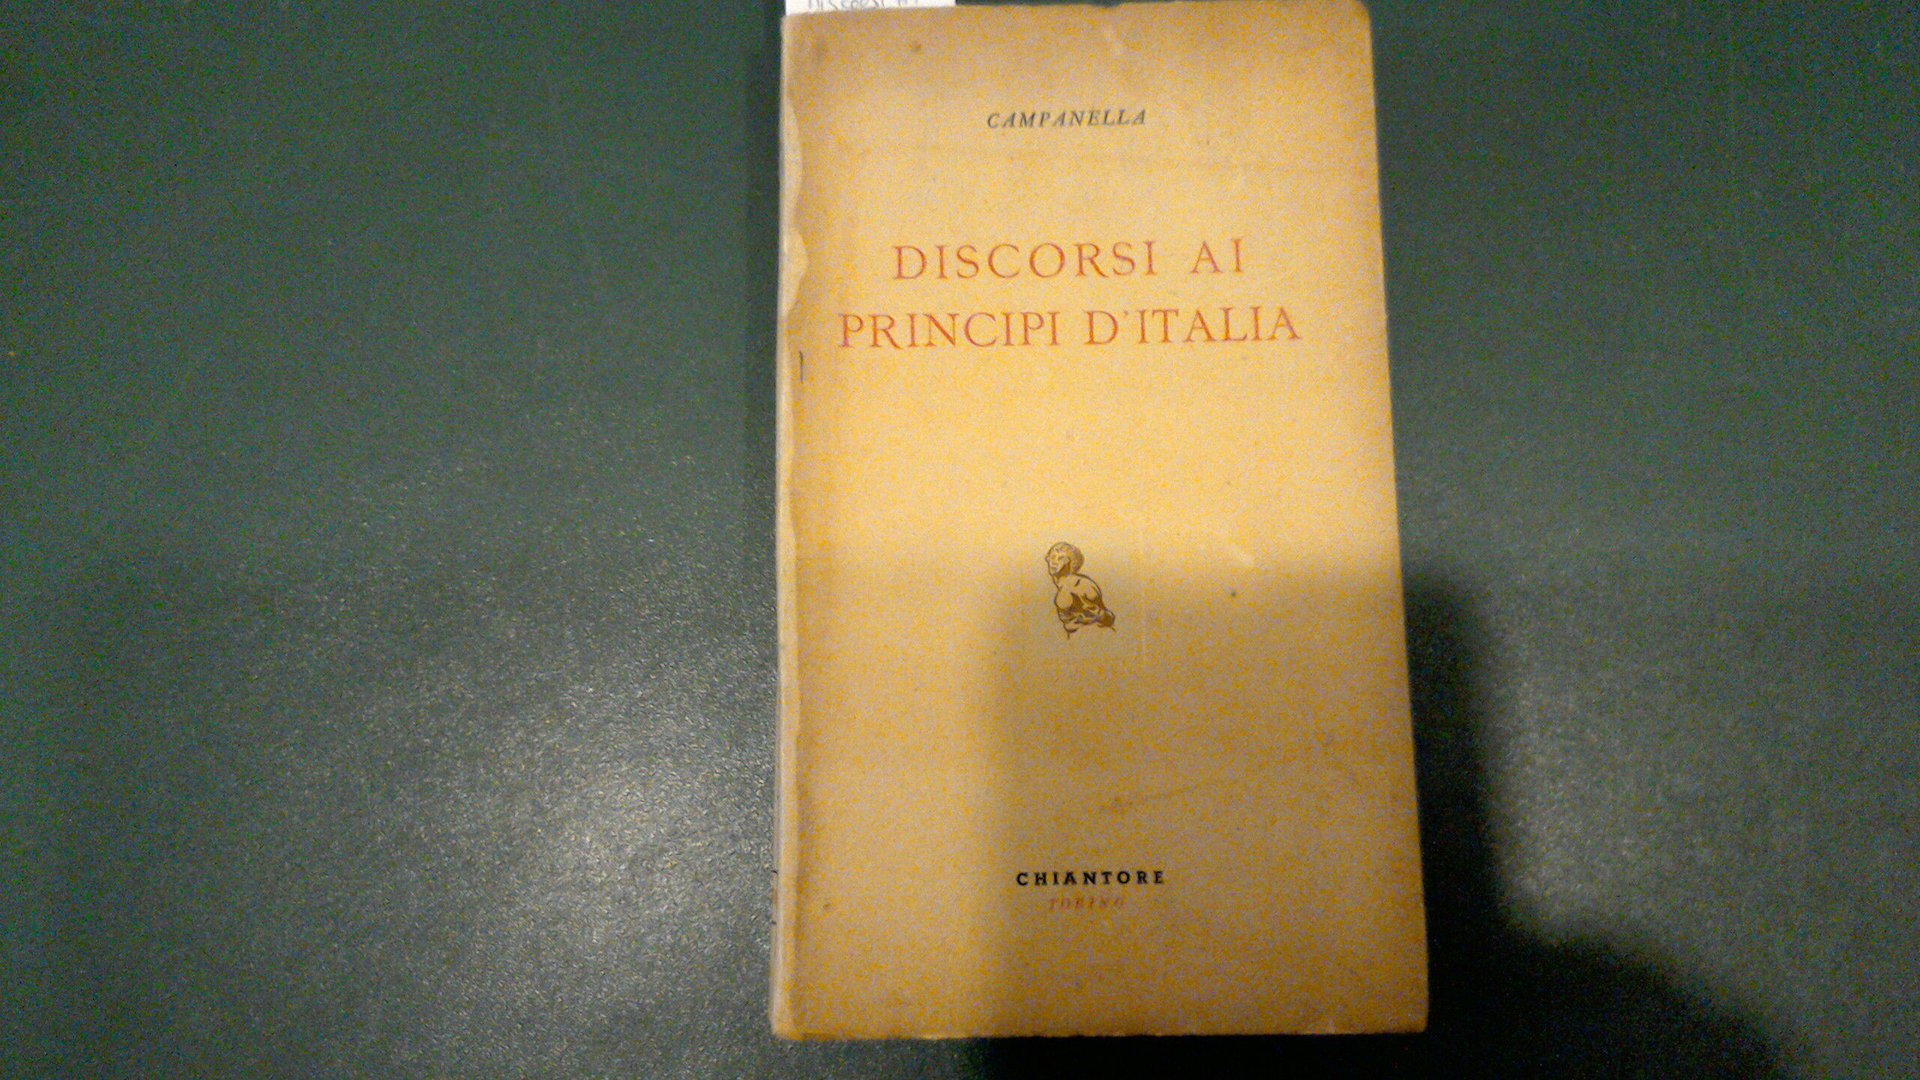 CAMPANELLA
DISCORSI AI
PRINCIPI D'ITALIA
CHIANTORE
TORINO